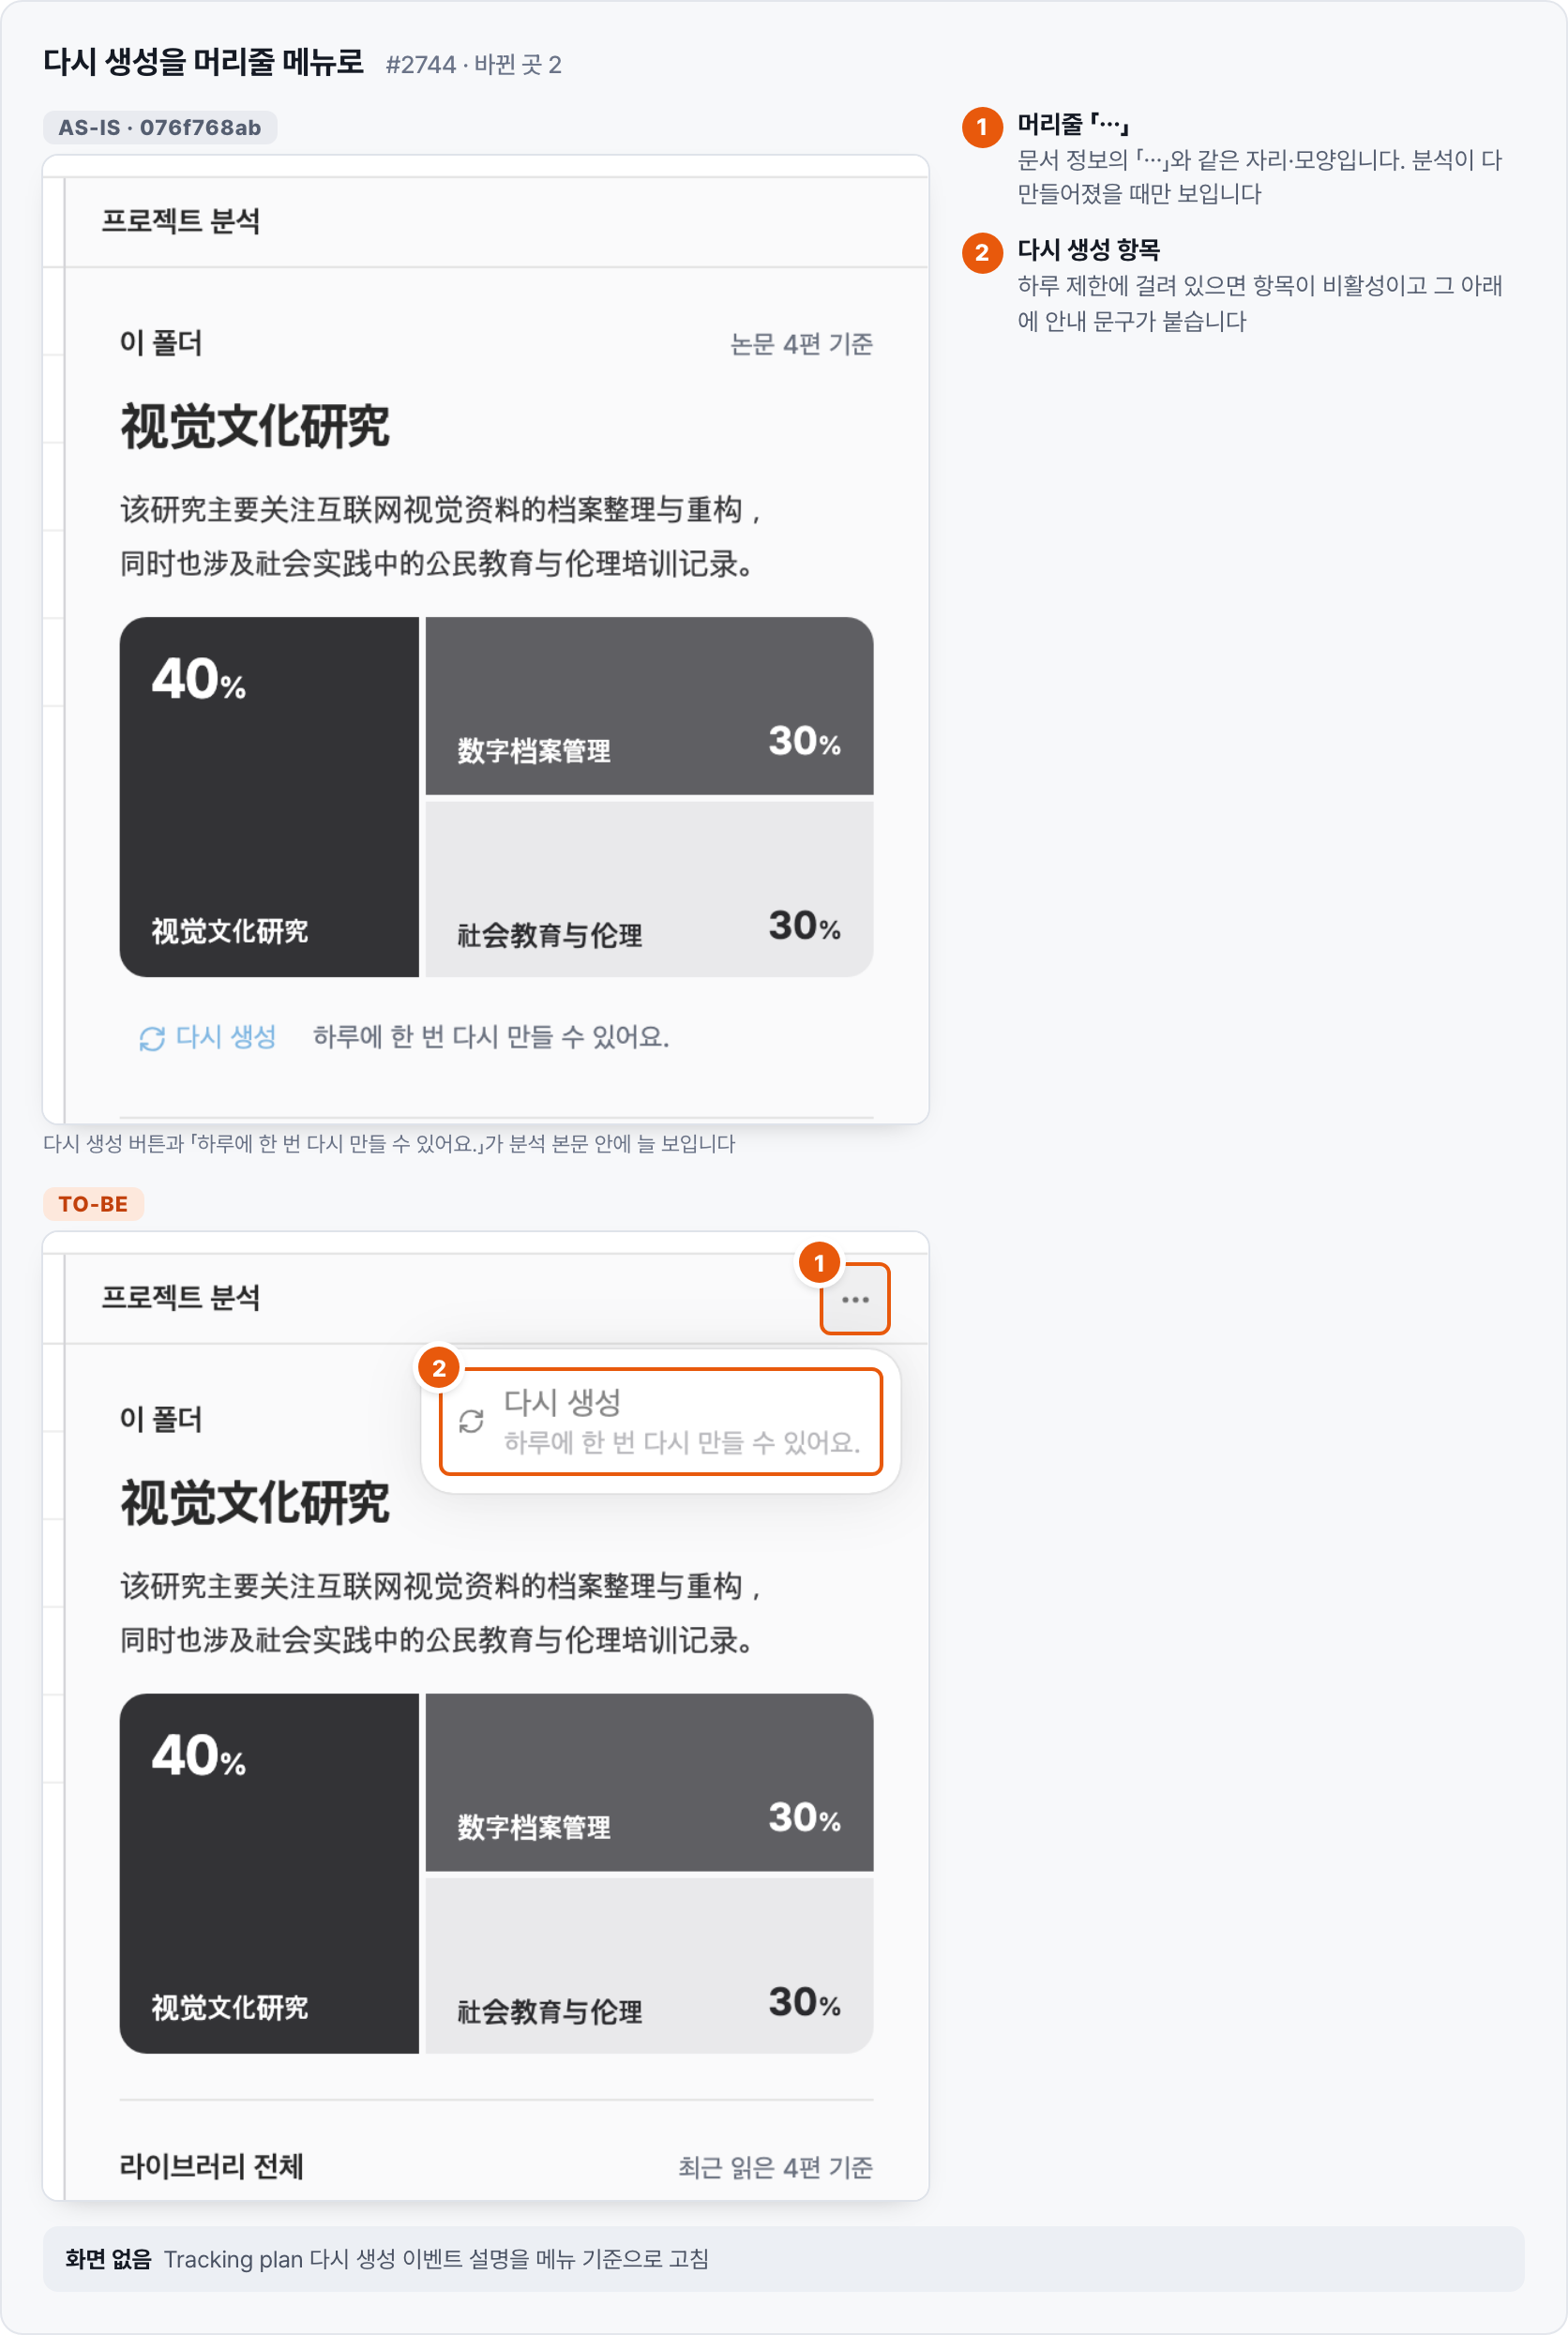 다시 생성을 머리줄 메뉴로 #2744 · 바뀐 곳 2
AS-IS · 076f768ab
프로젝트 분석
이 폴더
논문 4편 기준
视觉文化研究
该研究主要关注互联网视觉资料的档案整理与重构，
同时也涉及社会实践中的公民教育与伦理培训记录。
40%
视觉文化研究
数字档案管理 30%
社会教育与伦理 30%
다시 생성 하루에 한 번 다시 만들 수 있어요.
다시 생성 버튼과 「하루에 한 번 다시 만들 수 있어요.」가 분석 본문 안에 늘 보입니다
TO-BE
프로젝트 분석
1
···
2
다시 생성
하루에 한 번 다시 만들 수 있어요.
이 폴더
视觉文化研究
该研究主要关注互联网视觉资料的档案整理与重构，
同时也涉及社会实践中的公民教育与伦理培训记录。
40%
视觉文化研究
数字档案管理 30%
社会教育与伦理 30%
라이브러리 전체
최근 읽은 4편 기준
1 머리줄 「···」
문서 정보의 「···」와 같은 자리·모양입니다. 분석이 다
만들어졌을 때만 보입니다
2 다시 생성 항목
하루 제한에 걸려 있으면 항목이 비활성이고 그 아래
에 안내 문구가 붙습니다
화면 없음 Tracking plan 다시 생성 이벤트 설명을 메뉴 기준으로 고침